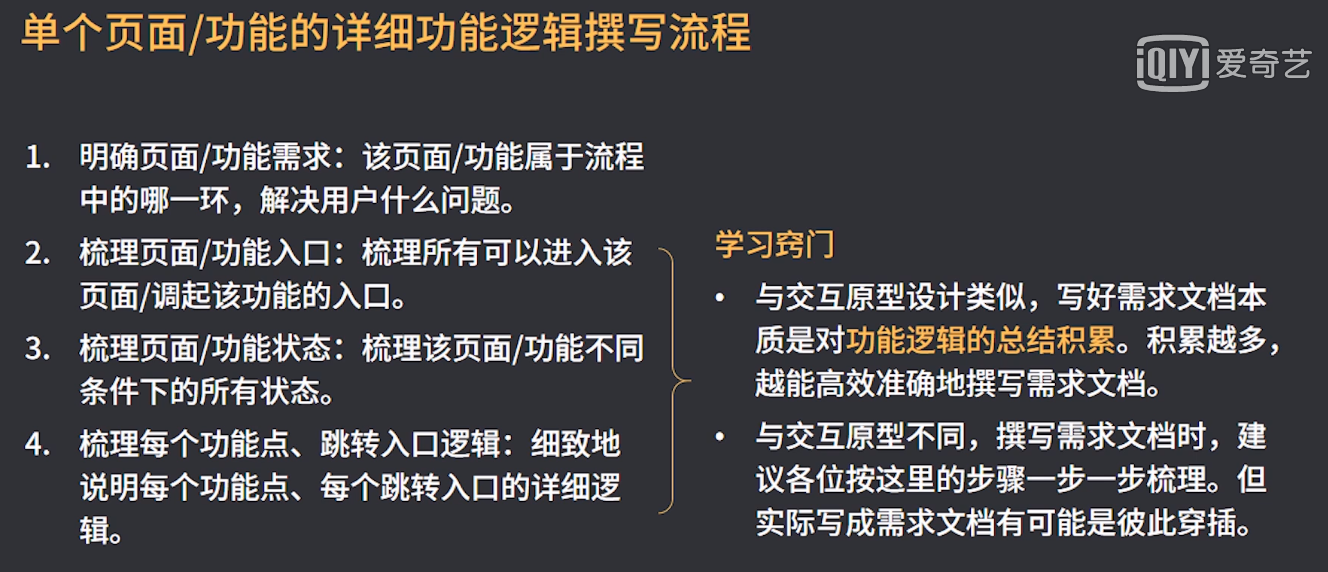 单个页面/功能的详细功能逻辑撰写流程
iQIYI 爱奇艺
1. 明确页面/功能需求：该页面/功能属于流程
中的哪一环，解决用户什么问题。
2. 梳理页面/功能入口：梳理所有可以进入该
页面/调起该功能的入口。
3. 梳理页面/功能状态：梳理该页面/功能不同
条件下的所有状态。
4. 梳理每个功能点、跳转入口逻辑：细致地
说明每个功能点、每个跳转入口的详细逻
辑。
学习窍门
• 与交互原型设计类似，写好需求文档本
质是对功能逻辑的总结积累。积累越多，
越能高效准确地撰写需求文档。
• 与交互原型不同，撰写需求文档时，建
议各位按这里的步骤一步一步梳理。但
实际写成需求文档有可能是彼此穿插。